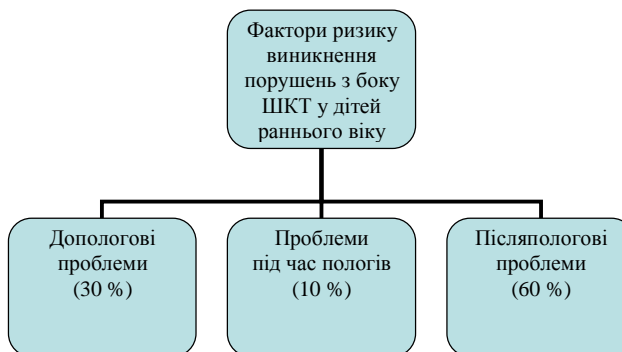 Фактори ризику
виникнення
порушень з боку
ШКТ у дітей
раннього віку
Допологові
проблеми
(30 %)
Проблеми
під час пологів
(10 %)
Післяпологові
проблеми
(60 %)